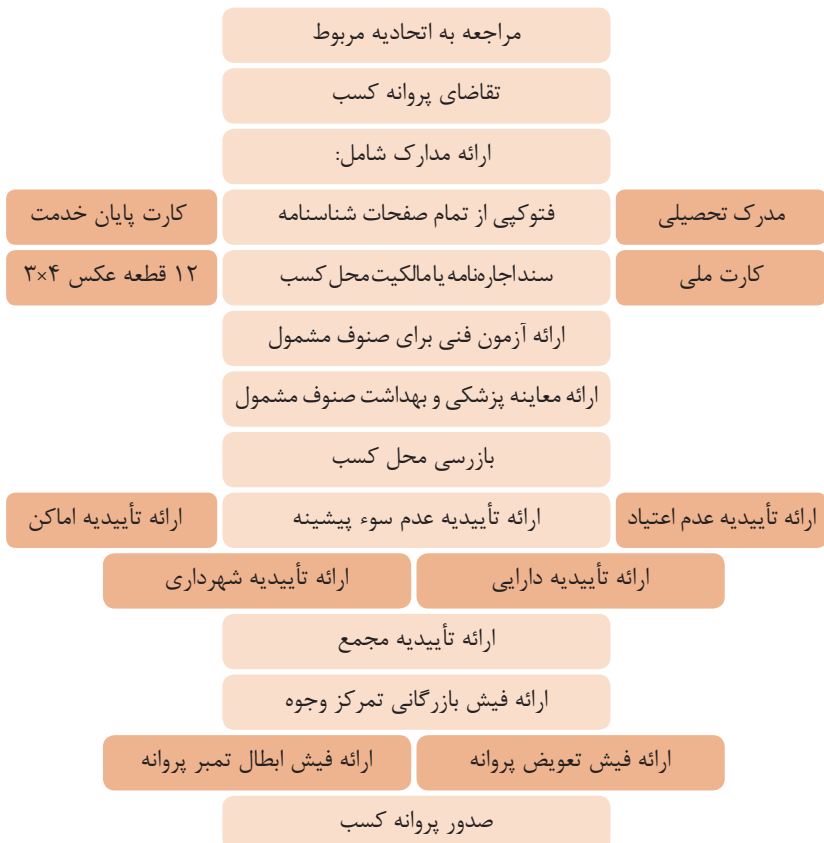 مراجعه به اتحادیه مربوط
تقاضای پروانه کسب
ارائه مدارک شامل:
مدرک تحصیلی
فتوکپی از تمام صفحات شناسنامه
کارت پایان خدمت
کارت ملی
سند اجاره‌نامه یا مالکیت محل کسب
۱۲ قطعه عکس ۴×۳
ارائه آزمون فنی برای صنوف مشمول
ارائه معاینه پزشکی و بهداشت صنوف مشمول
بازرسی محل کسب
ارائه تأییدیه عدم اعتیاد
ارائه تأییدیه عدم سوء پیشینه
ارائه تأییدیه اماکن
ارائه تأییدیه دارایی
ارائه تأییدیه شهرداری
ارائه تأییدیه مجمع
ارائه فیش بازرگانی تمرکز وجوه
ارائه فیش تعویض پروانه
ارائه فیش ابطال تمبر پروانه
صدور پروانه کسب